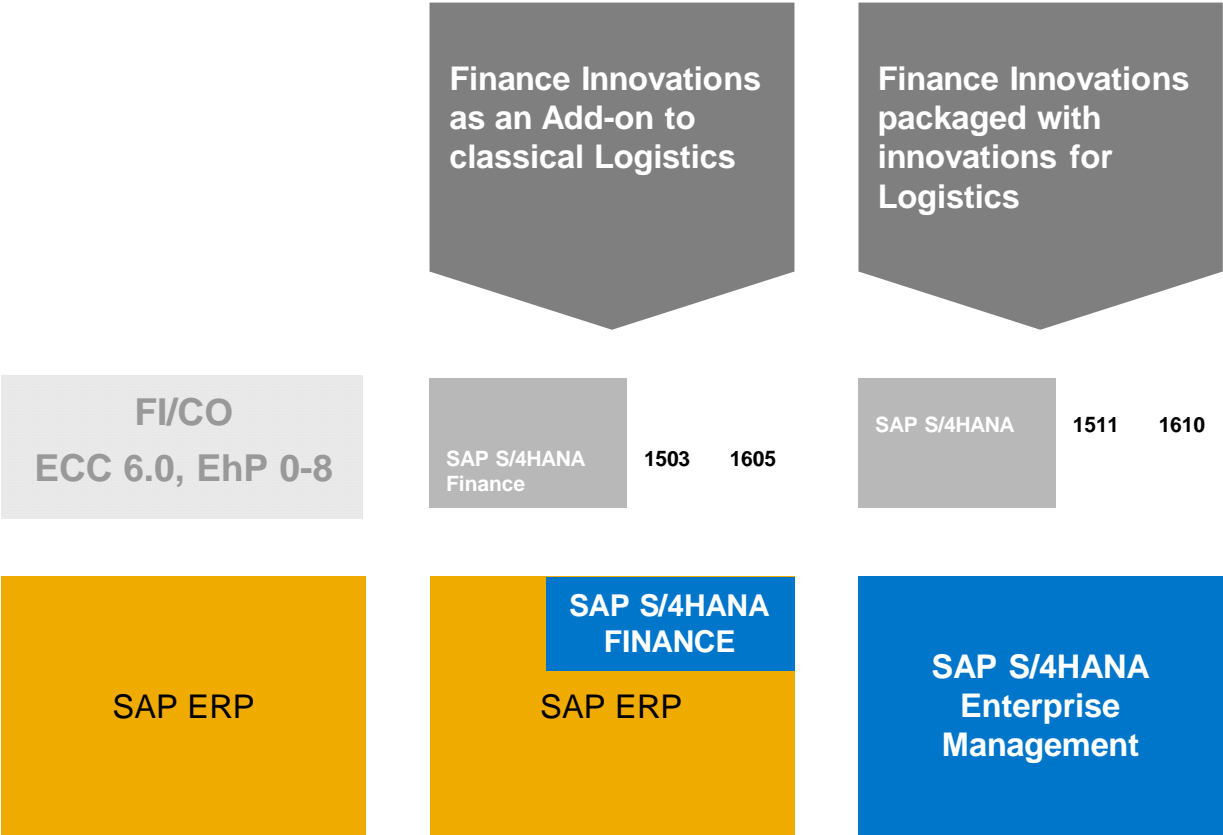 Finance Innovations
as an Add-on to
classical Logistics
Finance Innovations
packaged with
innovations for
Logistics
FI/CO
ECC 6.0, EhP 0-8
SAP S/4HANA
Finance
1503 1605
SAP S/4HANA
1511 1610
SAP ERP
SAP S/4HANA
FINANCE
SAP ERP
SAP S/4HANA
Enterprise
Management